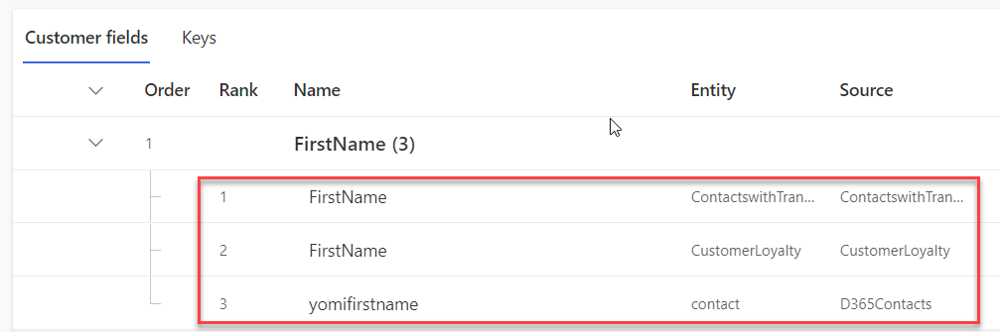 Customer fields Keys
Order Rank Name Entity Source
1 FirstName (3)
1 FirstName ContactswithTran... ContactswithTran...
2 FirstName CustomerLoyalty CustomerLoyalty
3 yomifirstname contact D365Contacts